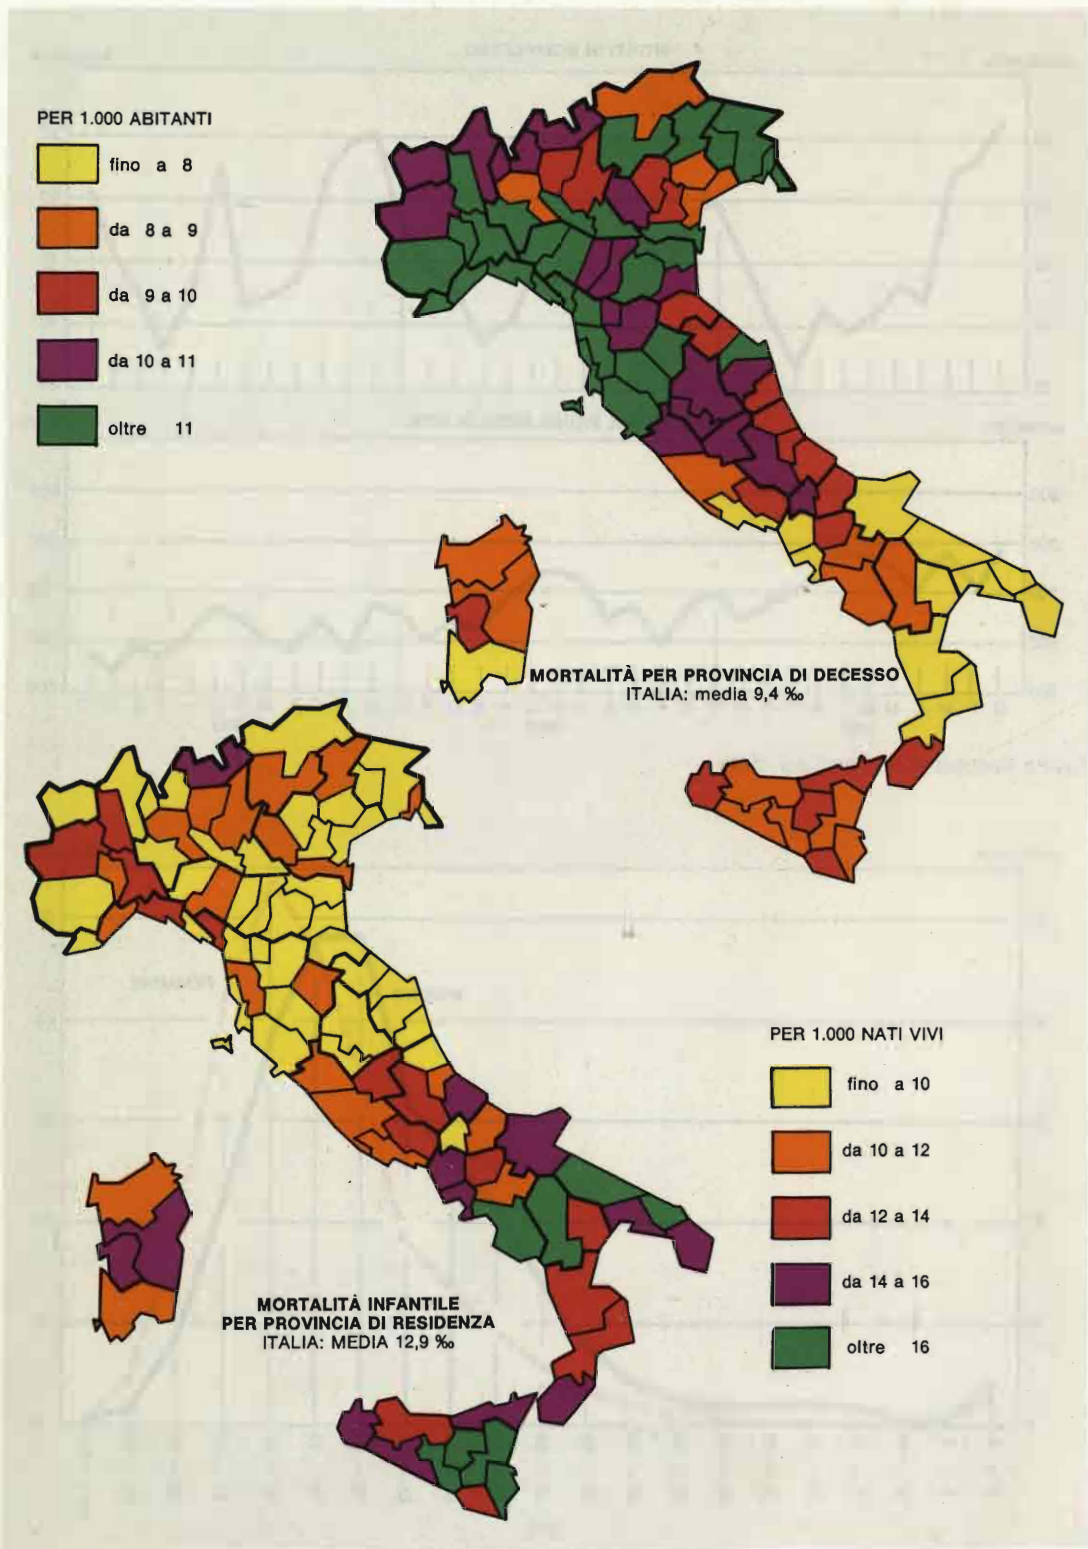 PER 1.000 ABITANTI
fino a 8
da 8 a 9
da 9 a 10
da 10 a 11
oltre 11
MORTALITÀ PER PROVINCIA DI DECESSO
ITALIA: media 9,4 ‰
PER 1.000 NATI VIVI
fino a 10
da 10 a 12
da 12 a 14
da 14 a 16
oltre 16
MORTALITÀ INFANTILE
PER PROVINCIA DI RESIDENZA
ITALIA: MEDIA 12,9 ‰